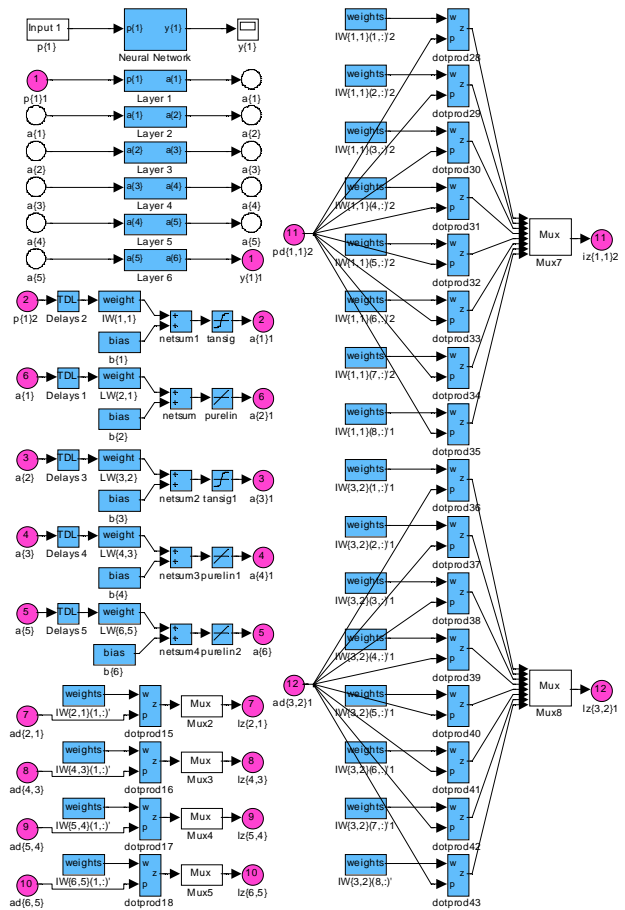 Input 1
p{1}
p{1}
y{1}
Neural Network
y{1}
1
p{1}1
p{1}
a{1}
Layer 1
a{1}
a{1}
a{1}
a{2}
Layer 2
a{2}
a{2}
a{2}
a{3}
Layer 3
a{3}
a{3}
a{3}
a{4}
Layer 4
a{4}
a{4}
a{4}
a{5}
Layer 5
a{5}
a{5}
a{5}
a{6}
Layer 6
1
y{1}1
2
p{1}2
TDL
Delays 2
weight
IW{1,1}
bias
b{1}
netsum1
tansig
2
a{1}1
6
a{1}
TDL
Delays 1
weight
LW{2,1}
bias
b{2}
netsum
purelin
6
a{2}1
3
a{2}
TDL
Delays 3
weight
LW{3,2}
bias
b{3}
netsum2
tansig1
3
a{3}1
4
a{3}
TDL
Delays 4
weight
LW{4,3}
bias
b{4}
netsum3
purelin1
4
a{4}1
5
a{5}
TDL
Delays 5
weight
LW{6,5}
bias
b{6}
netsum4
purelin2
5
a{6}
7
ad{2,1}
weights
IW{2,1}(1,:)'
w
p
z
dotprod15
Mux
Mux2
7
Iz{2,1}
8
ad{4,3}
weights
IW{4,3}(1,:)'
w
p
z
dotprod16
Mux
Mux3
8
Iz{4,3}
9
ad{5,4}
weights
IW{5,4}(1,:)'
w
p
z
dotprod17
Mux
Mux4
9
Iz{5,4}
10
ad{6,5}
weights
IW{6,5}(1,:)'
w
p
z
dotprod18
Mux
Mux5
10
Iz{6,5}
weights
IW{1,1}(1,:)'2
w
p
z
dotprod28
weights
IW{1,1}(2,:)'2
w
p
z
dotprod29
weights
IW{1,1}(3,:)'2
w
p
z
dotprod30
weights
IW{1,1}(4,:)'2
w
p
z
dotprod31
11
pd{1,1}2
weights
IW{1,1}(5,:)'2
w
p
z
dotprod32
weights
IW{1,1}(6,:)'2
w
p
z
dotprod33
weights
IW{1,1}(7,:)'2
w
p
z
dotprod34
weights
IW{1,1}(8,:)'1
w
p
z
dotprod35
Mux
Mux7
11
iz{1,1}2
weights
IW{3,2}(1,:)'1
w
p
z
dotprod36
weights
IW{3,2}(2,:)'1
w
p
z
dotprod37
weights
IW{3,2}(3,:)'1
w
p
z
dotprod38
weights
IW{3,2}(4,:)'1
w
p
z
dotprod39
12
ad{3,2}1
weights
IW{3,2}(5,:)'1
w
p
z
dotprod40
weights
IW{3,2}(6,:)'1
w
p
z
dotprod41
weights
IW{3,2}(7,:)'1
w
p
z
dotprod42
weights
IW{3,2}(8,:)'
w
p
z
dotprod43
Mux
Mux8
12
Iz{3,2}1